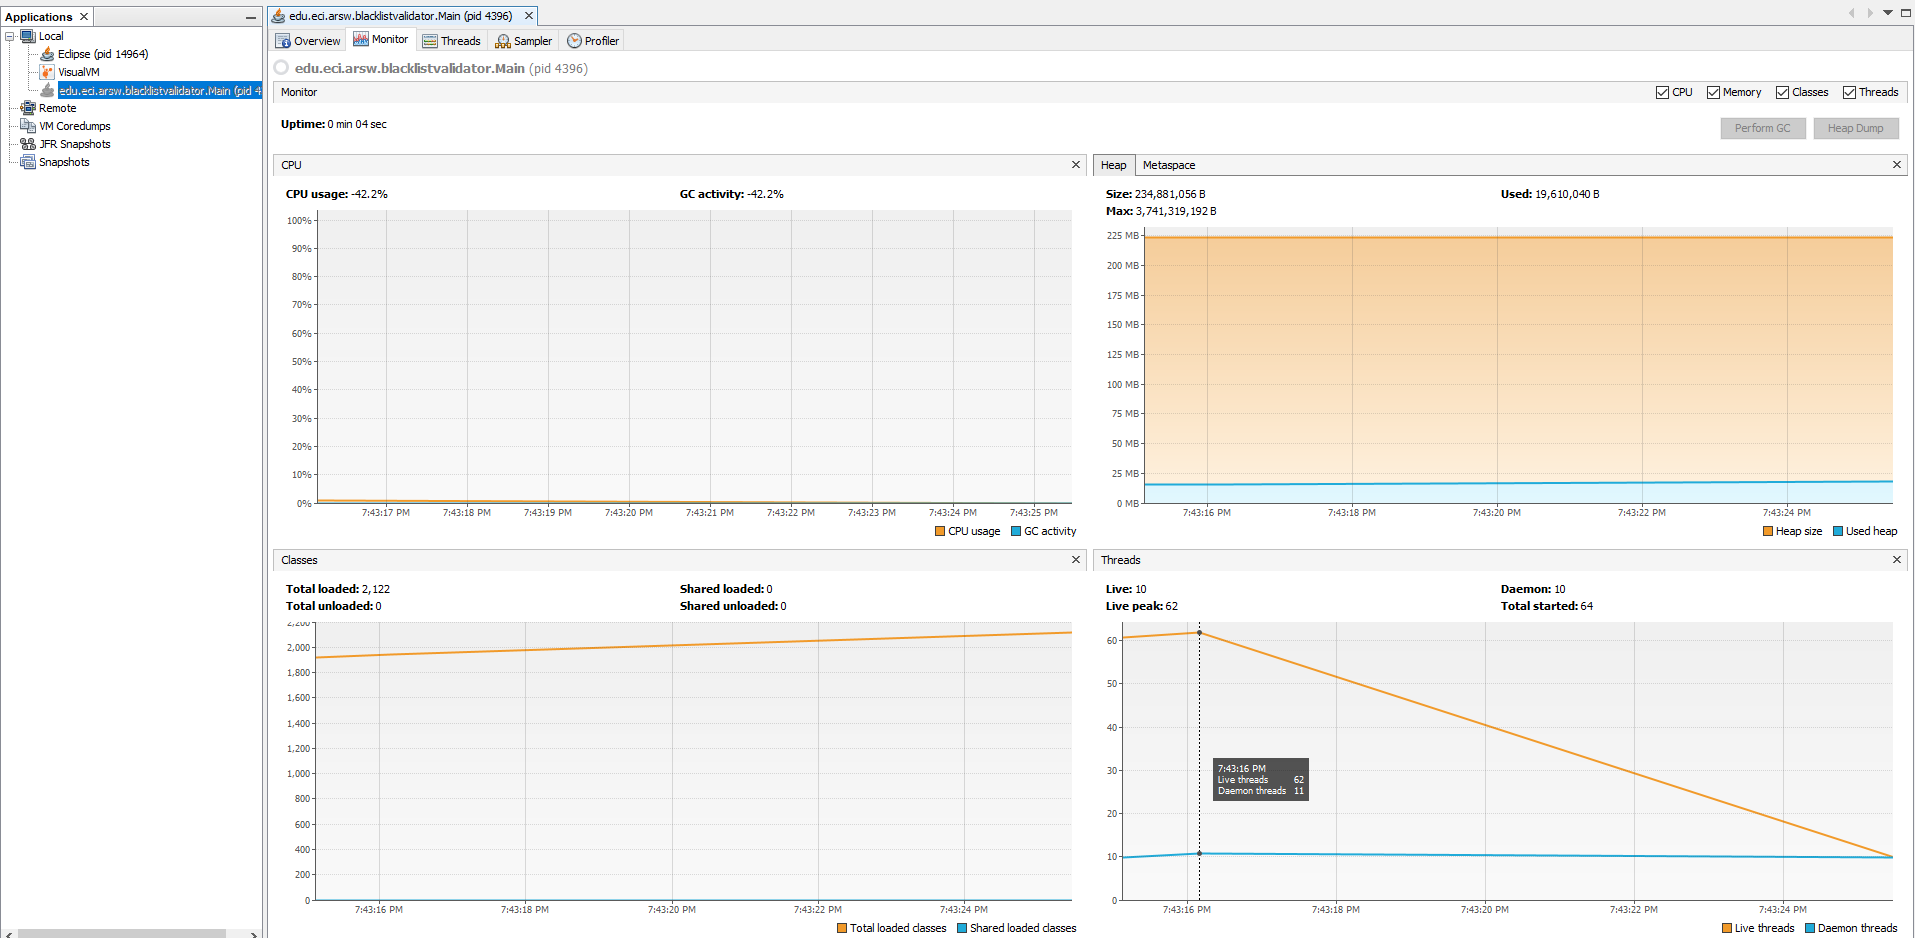 Applications
Local
Eclipse (pid 14964)
VisualVM
edu.eci.arsw.blacklistvalidator.Main (pid 4
Remote
VM Coredumps
JFR Snapshots
Snapshots
edu.eci.arsw.blacklistvalidator.Main (pid 4396)
Overview Monitor Threads Sampler Profiler
edu.eci.arsw.blacklistvalidator.Main (pid 4396)
Monitor CPU Memory Classes Threads
Uptime: 0 min 04 sec
Perform GC Heap Dump
CPU
CPU usage: -42.2% GC activity: -42.2%
100%
90%
80%
70%
60%
50%
40%
30%
20%
10%
0%
7:43:17 PM 7:43:18 PM 7:43:19 PM 7:43:20 PM 7:43:21 PM 7:43:22 PM 7:43:23 PM 7:43:24 PM 7:43:25 PM
CPU usage GC activity
Heap Metaspace
Size: 234,881,056 B Used: 19,610,040 B
Max: 3,741,319,192 B
225 MB
200 MB
175 MB
150 MB
125 MB
100 MB
75 MB
50 MB
25 MB
0 MB
7:43:16 PM 7:43:18 PM 7:43:20 PM 7:43:22 PM 7:43:24 PM
Heap size Used heap
Classes
Total loaded: 2,122 Shared loaded: 0
Total unloaded: 0 Shared unloaded: 0
2,200
2,000
1,800
1,600
1,400
1,200
1,000
800
600
400
200
0
7:43:16 PM 7:43:18 PM 7:43:20 PM 7:43:22 PM 7:43:24 PM
Total loaded classes Shared loaded classes
Threads
Live: 10 Daemon: 10
Live peak: 62 Total started: 64
60
50
40
30
20
10
0
7:43:16 PM
Live threads 62
Daemon threads 11
7:43:16 PM 7:43:18 PM 7:43:20 PM 7:43:22 PM 7:43:24 PM
Live threads Daemon threads